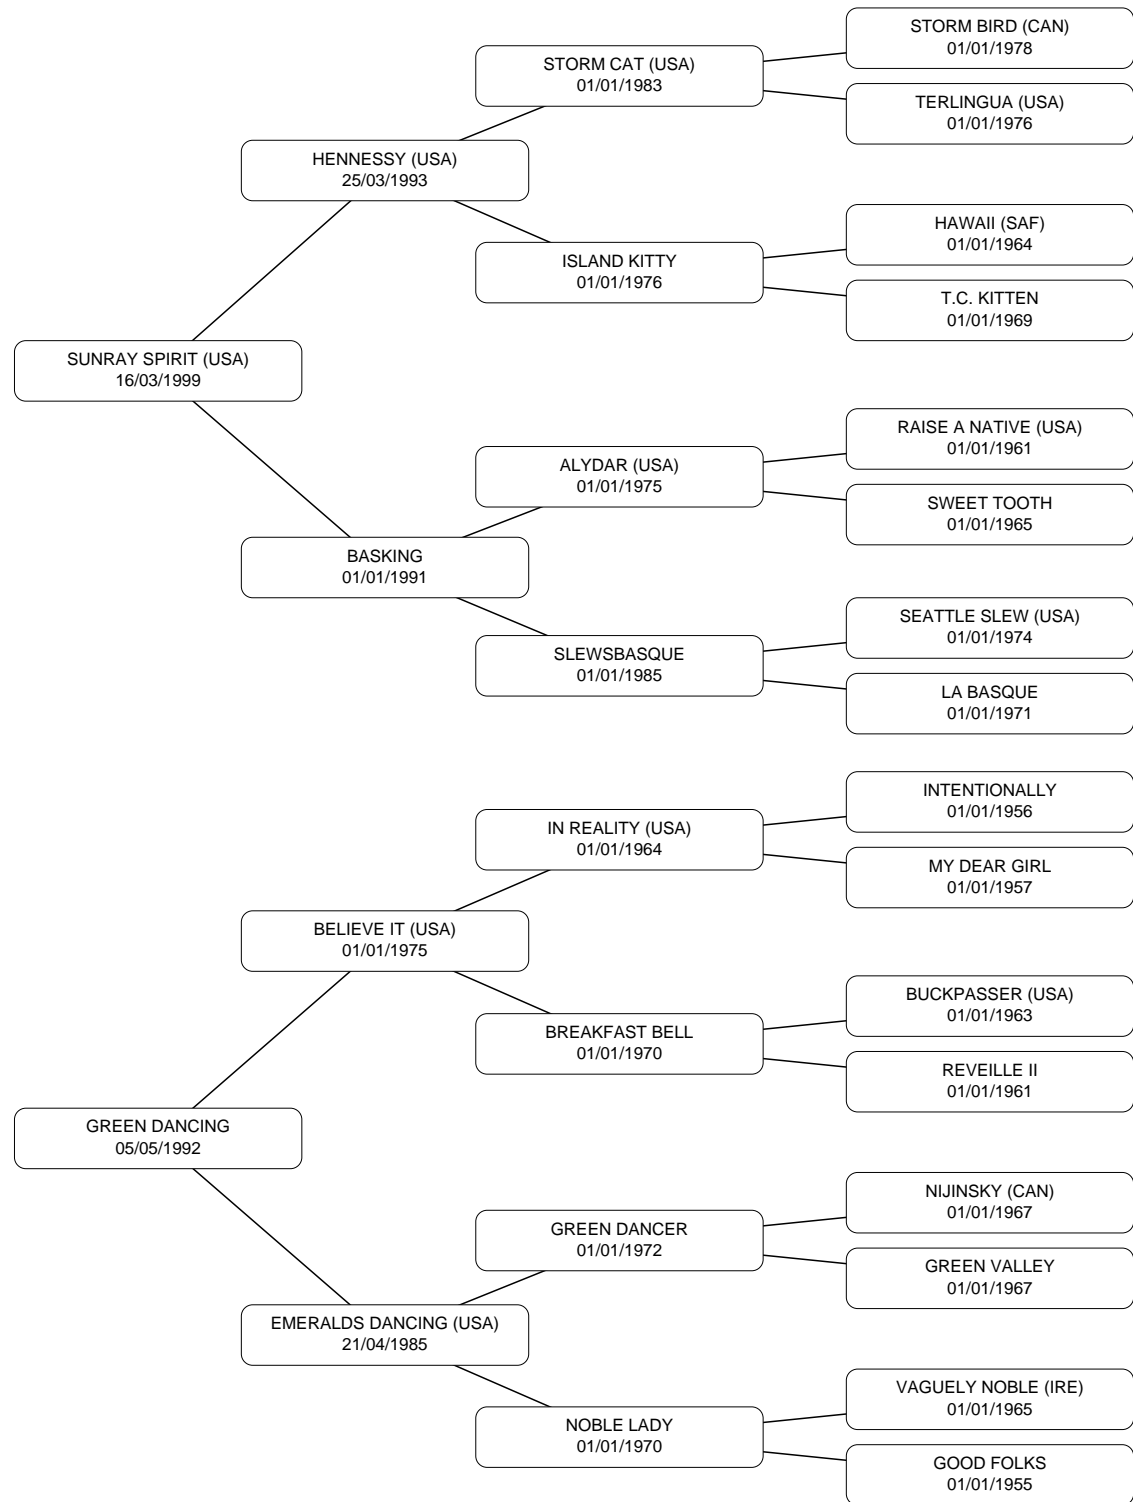 STORM BIRD (CAN)
01/01/1978
STORM CAT (USA)
01/01/1983
TERLINGUA (USA)
01/01/1976
HENNESSY (USA)
25/03/1993
HAWAII (SAF)
01/01/1964
ISLAND KITTY
01/01/1976
T.C. KITTEN
01/01/1969
SUNRAY SPIRIT (USA)
16/03/1999
RAISE A NATIVE (USA)
01/01/1961
ALYDAR (USA)
01/01/1975
SWEET TOOTH
01/01/1965
BASKING
01/01/1991
SEATTLE SLEW (USA)
01/01/1974
SLEWSBASQUE
01/01/1985
LA BASQUE
01/01/1971
INTENTIONALLY
01/01/1956
IN REALITY (USA)
01/01/1964
MY DEAR GIRL
01/01/1957
BELIEVE IT (USA)
01/01/1975
BUCKPASSER (USA)
01/01/1963
BREAKFAST BELL
01/01/1970
REVEILLE II
01/01/1961
GREEN DANCING
05/05/1992
NIJINSKY (CAN)
01/01/1967
GREEN DANCER
01/01/1972
GREEN VALLEY
01/01/1967
EMERALDS DANCING (USA)
21/04/1985
VAGUELY NOBLE (IRE)
01/01/1965
NOBLE LADY
01/01/1970
GOOD FOLKS
01/01/1955